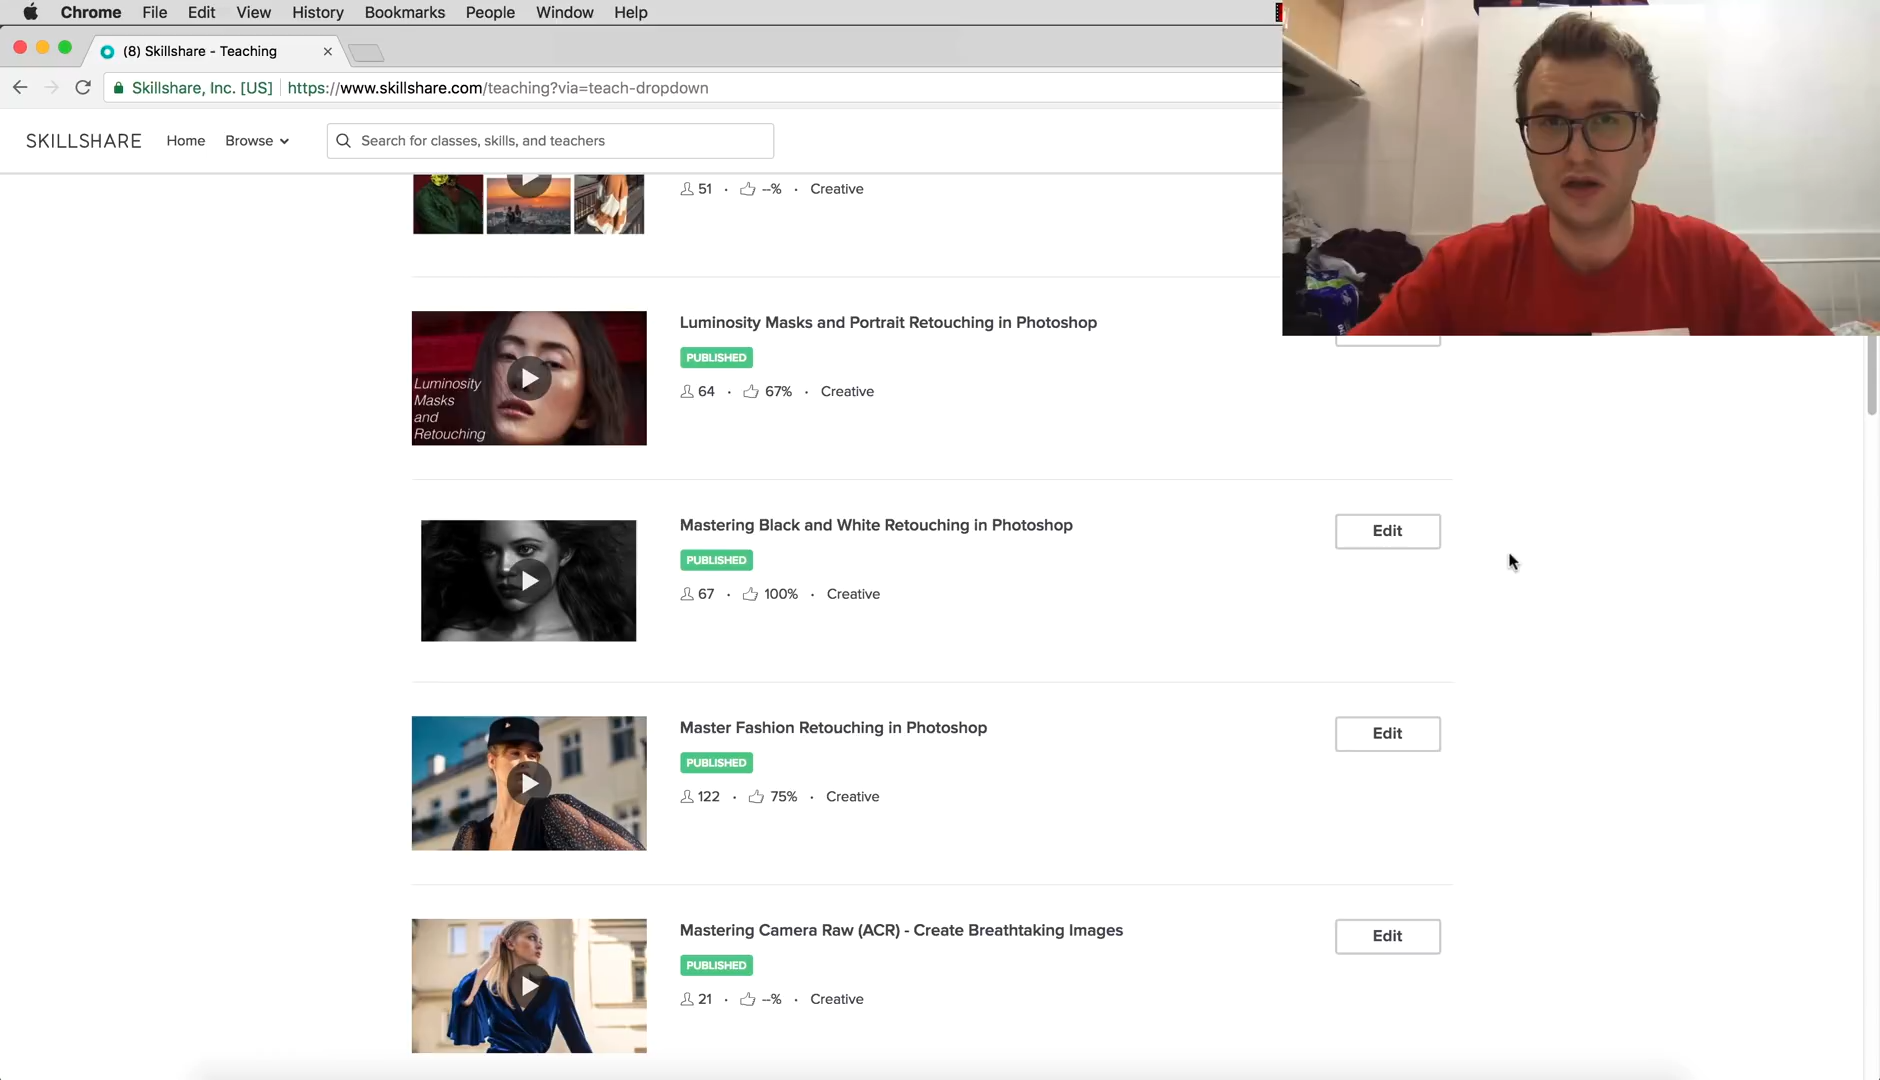 Chrome File Edit View History Bookmarks People Window Help
(8) Skillshare - Teaching
Skillshare, Inc. [US] https://www.skillshare.com/teaching?via=teach-dropdown
SKILLSHARE Home Browse Search for classes, skills, and teachers
51 · --% · Creative
Luminosity Masks and Portrait Retouching in Photoshop
PUBLISHED
64 · 67% · Creative
Luminosity
Masks
and
Retouching
Mastering Black and White Retouching in Photoshop
Edit
PUBLISHED
67 · 100% · Creative
Master Fashion Retouching in Photoshop
Edit
PUBLISHED
122 · 75% · Creative
Mastering Camera Raw (ACR) - Create Breathtaking Images
Edit
PUBLISHED
21 · --% · Creative